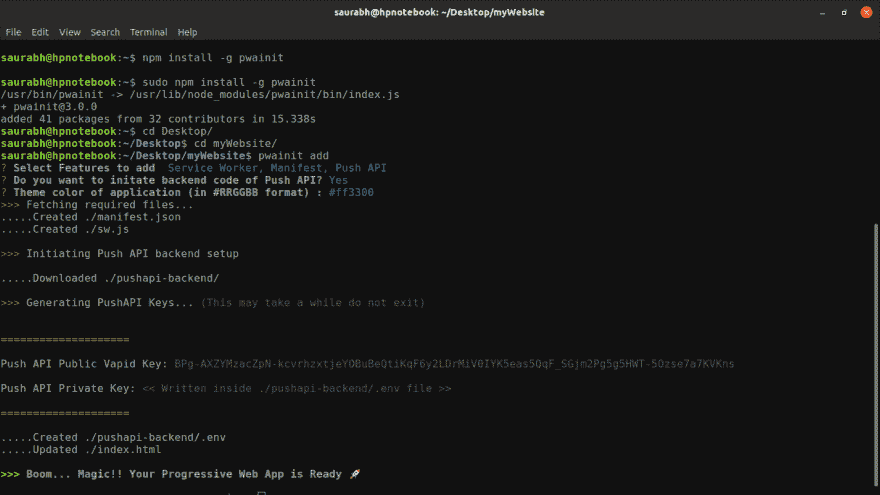 saurabh@hpnotebook: ~/Desktop/myWebsite
File Edit View Search Terminal Help
saurabh@hpnotebook:~$ npm install -g pwainit
saurabh@hpnotebook:~$ sudo npm install -g pwainit
/usr/bin/pwainit -> /usr/lib/node_modules/pwainit/bin/index.js
+ pwainit@3.0.0
added 41 packages from 32 contributors in 15.338s
saurabh@hpnotebook:~$ cd Desktop/
saurabh@hpnotebook:~/Desktop$ cd myWebsite/
saurabh@hpnotebook:~/Desktop/myWebsite$ pwainit add
? Select Features to add Service Worker, Manifest, Push API
? Do you want to initate backend code of Push API? Yes
? Theme color of application (in #RRGGBB format) : #ff3300
>>> Fetching required files...
.....Created ./manifest.json
.....Created ./sw.js
>>> Initiating Push API backend setup
.....Downloaded ./pushapi-backend/
>>> Generating PushAPI Keys... (This may take a while do not exit)
====================
Push API Public Vapid Key:
Push API Private Key: << Written inside ./pushapi-backend/.env file >>
====================
.....Created ./pushapi-backend/.env
.....Updated ./index.html
>>> Boom... Magic!! Your Progressive Web App is Ready 🚀